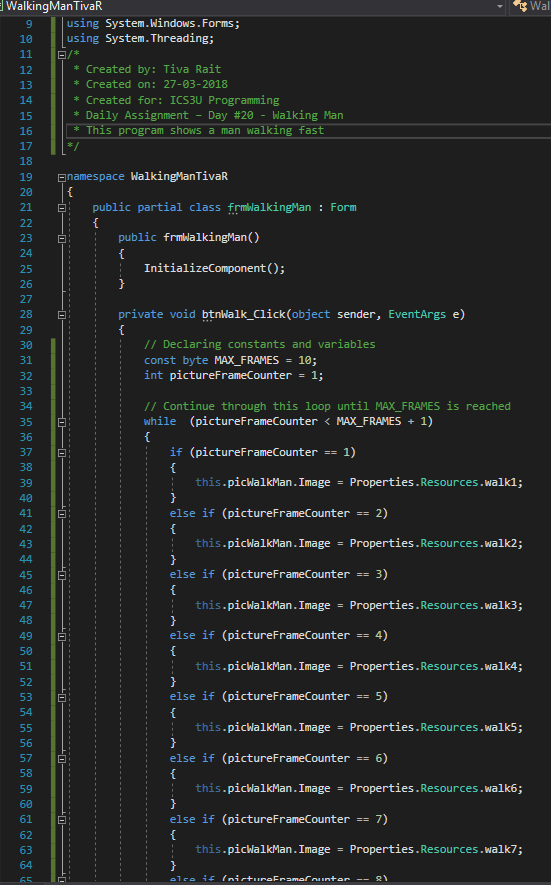 WalkingManTivaR Wal
9 using System.Windows.Forms;
10 using System.Threading;
11 /*
12 * Created by: Tiva Rait
13 * Created on: 27-03-2018
14 * Created for: ICS3U Programming
15 * Daily Assignment – Day #20 - Walking Man
16 * This program shows a man walking fast
17 */
18
19 namespace WalkingManTivaR
20 {
21 public partial class frmWalkingMan : Form
22 {
23 public frmWalkingMan()
24 {
25 InitializeComponent();
26 }
27
28 private void btnWalk_Click(object sender, EventArgs e)
29 {
30 // Declaring constants and variables
31 const byte MAX_FRAMES = 10;
32 int pictureFrameCounter = 1;
33
34 // Continue through this loop until MAX_FRAMES is reached
35 while (pictureFrameCounter < MAX_FRAMES + 1)
36 {
37 if (pictureFrameCounter == 1)
38 {
39 this.picWalkMan.Image = Properties.Resources.walk1;
40 }
41 else if (pictureFrameCounter == 2)
42 {
43 this.picWalkMan.Image = Properties.Resources.walk2;
44 }
45 else if (pictureFrameCounter == 3)
46 {
47 this.picWalkMan.Image = Properties.Resources.walk3;
48 }
49 else if (pictureFrameCounter == 4)
50 {
51 this.picWalkMan.Image = Properties.Resources.walk4;
52 }
53 else if (pictureFrameCounter == 5)
54 {
55 this.picWalkMan.Image = Properties.Resources.walk5;
56 }
57 else if (pictureFrameCounter == 6)
58 {
59 this.picWalkMan.Image = Properties.Resources.walk6;
60 }
61 else if (pictureFrameCounter == 7)
62 {
63 this.picWalkMan.Image = Properties.Resources.walk7;
64 }
65 else if (pictureFrameCounter == 8)